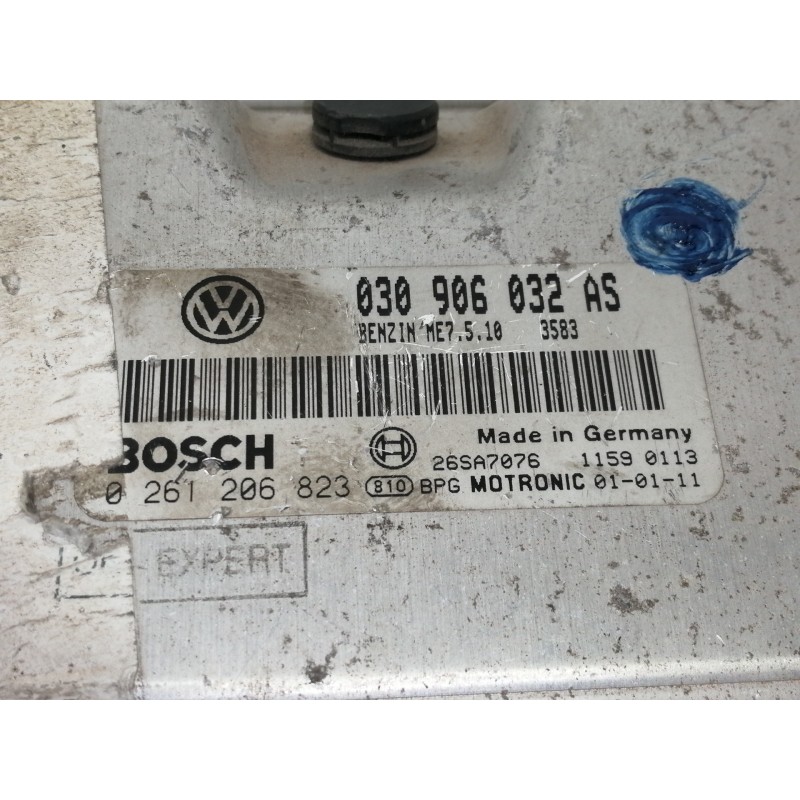 030 906 032 AS
BENZIN ME7.5.10 3583
BOSCH
Made in Germany
26SA7076 1159 0113
0 261 206 823 810 BPG MOTRONIC 01-01-11
EXPERT